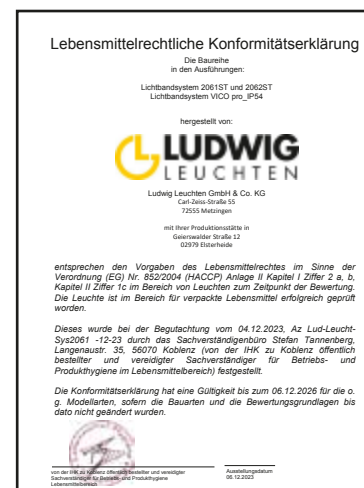 Lebensmittelrechtliche Konformitätserklärung
Die Baureihe
in den Ausführungen:
Lichtbandsystem 2061ST und 2062ST
Lichtbandsystem VICO pro_IP54
hergestellt von:
LUDWIG
LEUCHTEN
Ludwig Leuchten GmbH & Co. KG
Carl-Zeiss-Straße 55
72555 Metzingen
mit Ihrer Produktionsstätte in
Geierswalder Straße 12
02979 Elsterheide
entsprechen den Vorgaben des Lebensmittelrechtes im Sinne der
Verordnung (EG) Nr. 852/2004 (HACCP) Anlage II Kapitel I Ziffer 2 a, b,
Kapitel II Ziffer 1c im Bereich von Leuchten zum Zeitpunkt der Bewertung.
Die Leuchte ist im Bereich für verpackte Lebensmittel erfolgreich geprüft
worden.
Dieses wurde bei der Begutachtung vom 04.12.2023, Az Lud-Leucht-
Sys2061 -12-23 durch das Sachverständigenbüro Stefan Tannenberg,
Langenaustr. 35, 56070 Koblenz (von der IHK zu Koblenz öffentlich
bestellter und vereidigter Sachverständiger für Betriebs- und
Produkthygiene im Lebensmittelbereich) festgestellt.
Die Konformitätserklärung hat eine Gültigkeit bis zum 06.12.2026 für die o.
g. Modellarten, sofern die Bauarten und die Bewertungsgrundlagen bis
dato nicht geändert wurden.
von der IHK zu Koblenz öffentlich bestellter und vereidigter
Sachverständiger für Betriebs- und Produkthygiene
Lebensmittelbereich
Ausstellungsdatum
06.12.2023